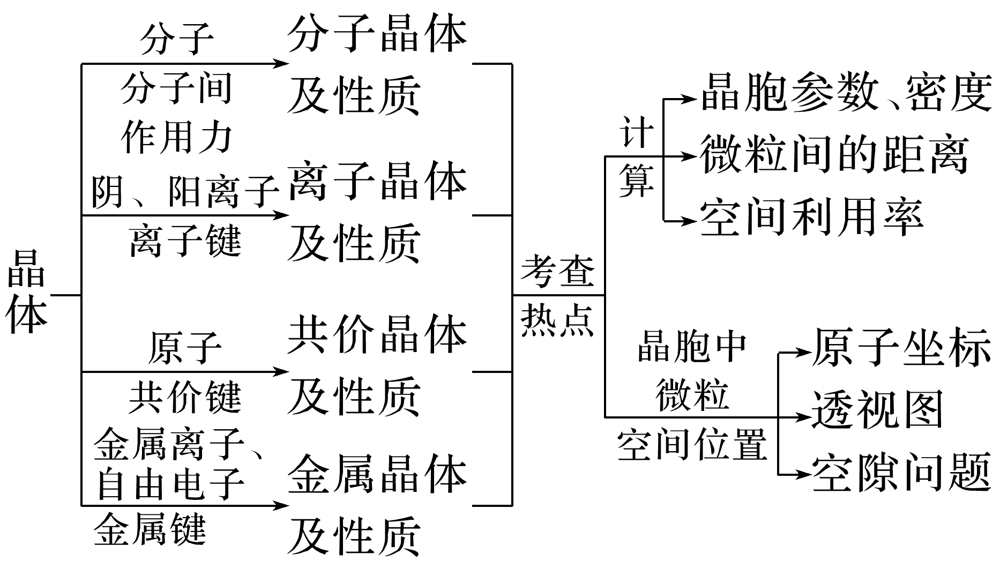 晶
体
分子
分子间
作用力
分子晶体
及性质
阴、阳离子
离子键
离子晶体
及性质
原子
共价键
共价晶体
及性质
金属离子、
自由电子
金属键
金属晶体
及性质
考查
热点
计
算
晶胞参数、密度
微粒间的距离
空间利用率
晶胞中
微粒
空间位置
原子坐标
透视图
空隙问题